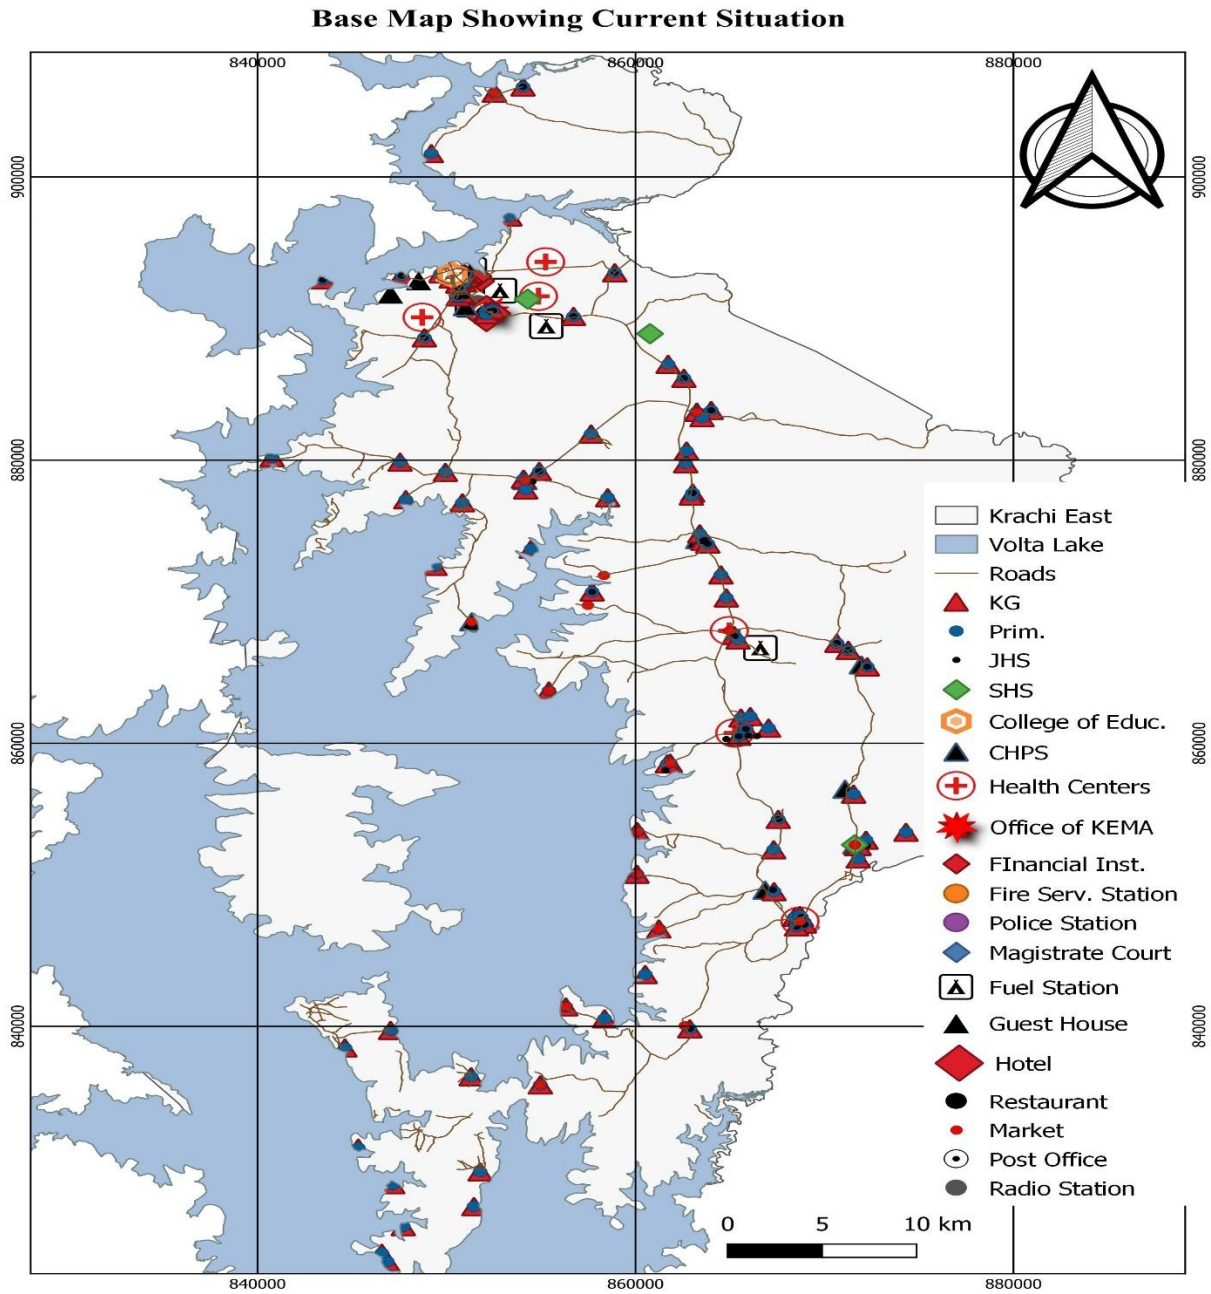 Base Map Showing Current Situation
840000 860000 880000
900000 900000
880000 880000
Krachi East
Volta Lake
Roads
KG
Prim.
JHS
SHS
College of Educ.
CHPS
860000 860000
Health Centers
Office of KEMA
FInancial Inst.
Fire Serv. Station
Police Station
Magistrate Court
Fuel Station
Guest House
840000 840000
Hotel
Restaurant
Market
Post Office
Radio Station
0 5 10 km
840000 860000 880000